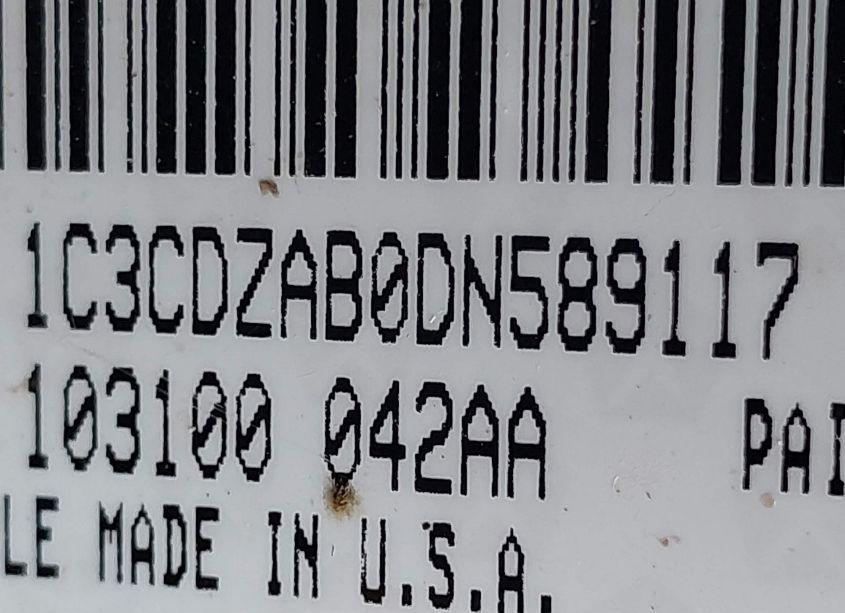 1C3CDZAB0DN589117
103100 042AA PAI
LE MADE IN U.S.A.